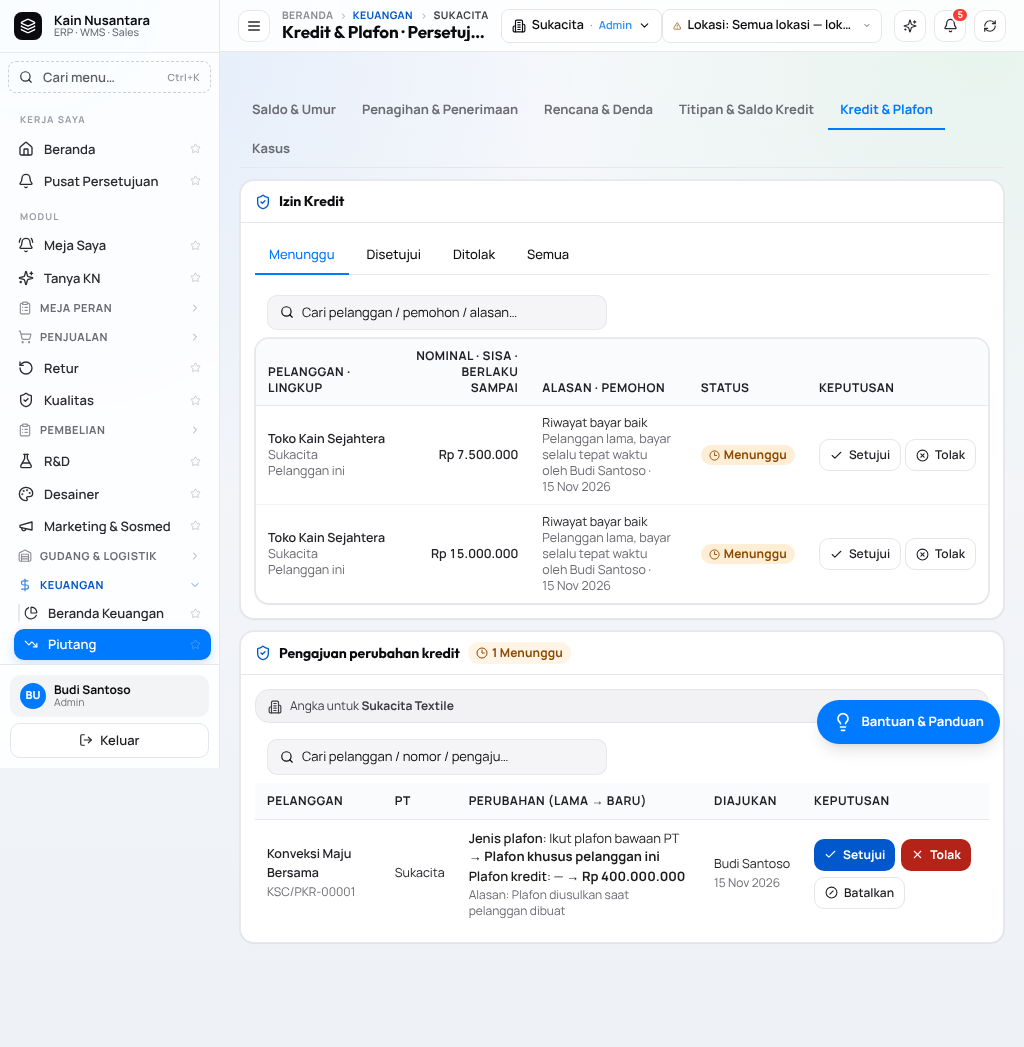 Kain Nusantara
ERP · WMS · Sales
Cari menu...
Ctrl+K
KERJA SAYA
Beranda
Pusat Persetujuan
MODUL
Meja Saya
Tanya KN
MEJA PERAN
PENJUALAN
Retur
Kualitas
PEMBELIAN
R&D
Desainer
Marketing & Sosmed
GUDANG & LOGISTIK
KEUANGAN
Beranda Keuangan
Piutang
BU
Budi Santoso
Admin
Keluar
BERANDA > KEUANGAN > SUKACITA
Kredit & Plafon · Persetuj...
Sukacita · Admin
Lokasi: Semua lokasi — lok...
5
Saldo & Umur
Penagihan & Penerimaan
Rencana & Denda
Titipan & Saldo Kredit
Kredit & Plafon
Kasus
Izin Kredit
Menunggu
Disetujui
Ditolak
Semua
Cari pelanggan / pemohon / alasan...
PELANGGAN ·
LINGKUP
NOMINAL · SISA ·
BERLAKU
SAMPAI
ALASAN · PEMOHON
STATUS
KEPUTUSAN
Toko Kain Sejahtera
Sukacita
Pelanggan ini
Rp 7.500.000
Riwayat bayar baik
Pelanggan lama, bayar
selalu tepat waktu
oleh Budi Santoso ·
15 Nov 2026
Menunggu
Setujui
Tolak
Toko Kain Sejahtera
Sukacita
Pelanggan ini
Rp 15.000.000
Riwayat bayar baik
Pelanggan lama, bayar
selalu tepat waktu
oleh Budi Santoso ·
15 Nov 2026
Menunggu
Setujui
Tolak
Pengajuan perubahan kredit
1 Menunggu
Angka untuk Sukacita Textile
Bantuan & Panduan
Cari pelanggan / nomor / pengaju...
PELANGGAN
PT
PERUBAHAN (LAMA → BARU)
DIAJUKAN
KEPUTUSAN
Konveksi Maju
Bersama
KSC/PKR-00001
Sukacita
Jenis plafon: Ikut plafon bawaan PT
→ Plafon khusus pelanggan ini
Plafon kredit: — → Rp 400.000.000
Alasan: Plafon diusulkan saat
pelanggan dibuat
Budi Santoso
15 Nov 2026
Setujui
Tolak
Batalkan